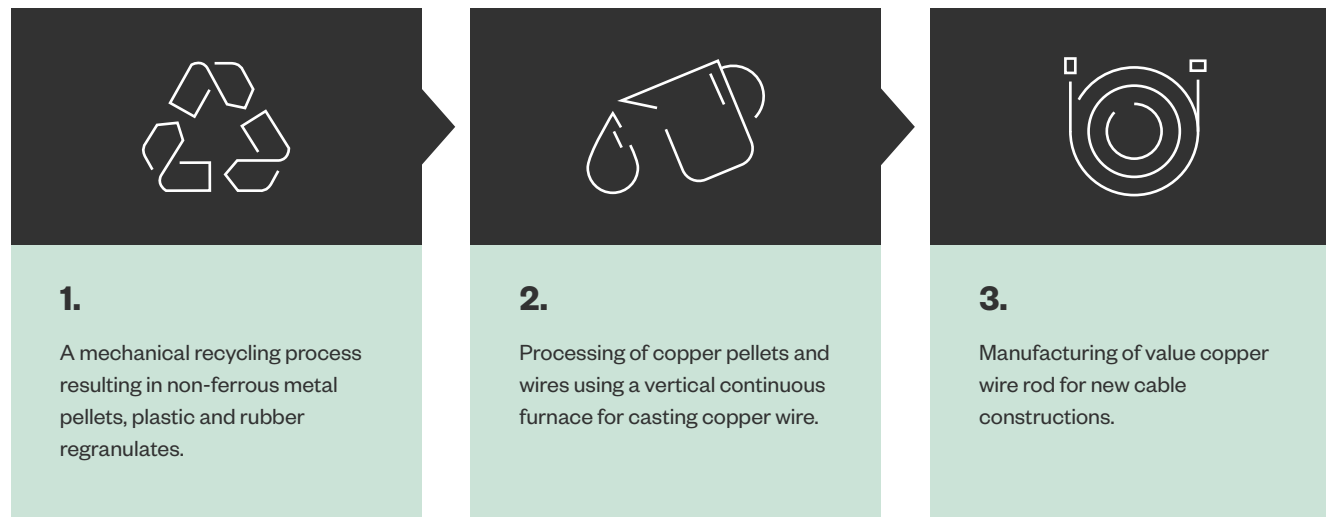 1.
A mechanical recycling process
resulting in non-ferrous metal
pellets, plastic and rubber
regranulates.
2.
Processing of copper pellets and
wires using a vertical continuous
furnace for casting copper wire.
3.
Manufacturing of value copper
wire rod for new cable
constructions.